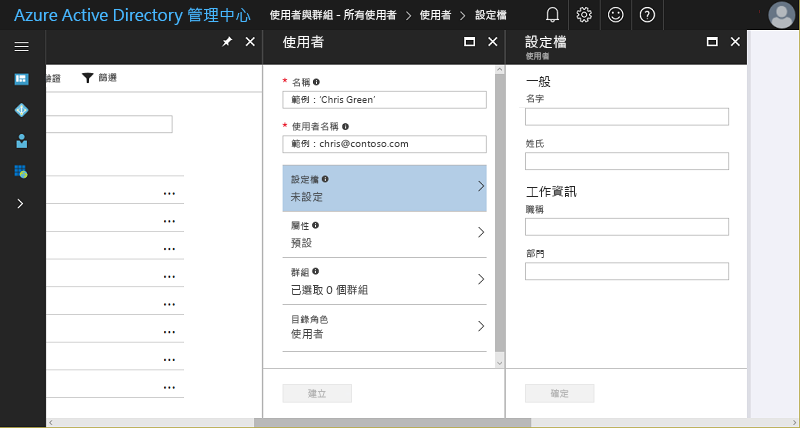 Azure Active Directory 管理中心
使用者與群組 - 所有使用者 > 使用者 > 設定檔
篩選
使用者
* 名稱
範例：'Chris Green'
* 使用者名稱
範例：chris@contoso.com
設定檔
未設定
屬性
預設
群組
已選取 0 個群組
目錄角色
使用者
建立
設定檔
使用者
一般
名字
姓氏
工作資訊
職稱
部門
確定